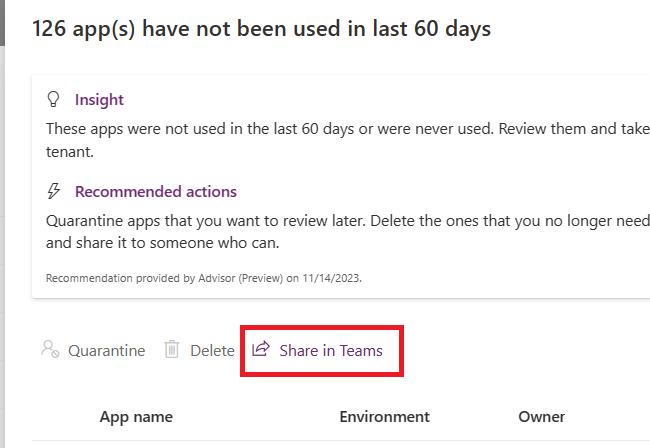 126 app(s) have not been used in last 60 days
Insight
These apps were not used in the last 60 days or were never used. Review them and take
tenant.
Recommended actions
Quarantine apps that you want to review later. Delete the ones that you no longer need
and share it to someone who can.
Recommendation provided by Advisor (Preview) on 11/14/2023.
Quarantine Delete Share in Teams
App name Environment Owner